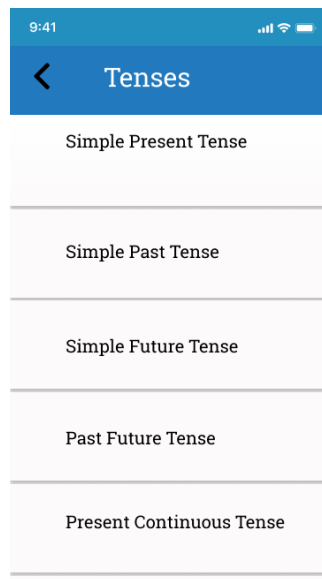 9:41
Tenses
Simple Present Tense
Simple Past Tense
Simple Future Tense
Past Future Tense
Present Continuous Tense